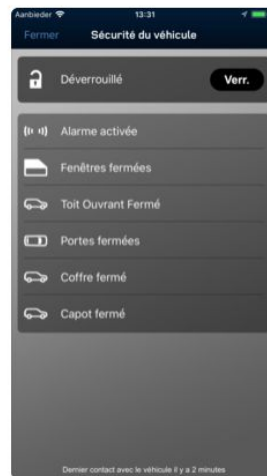 Aanbieder 13:31
Fermer Sécurité du véhicule
Déverrouillé Verr.
Alarme activée
Fenêtres fermées
Toit Ouvrant Fermé
Portes fermées
Coffre fermé
Capot fermé
Dernier contact avec le véhicule il y a 2 minutes